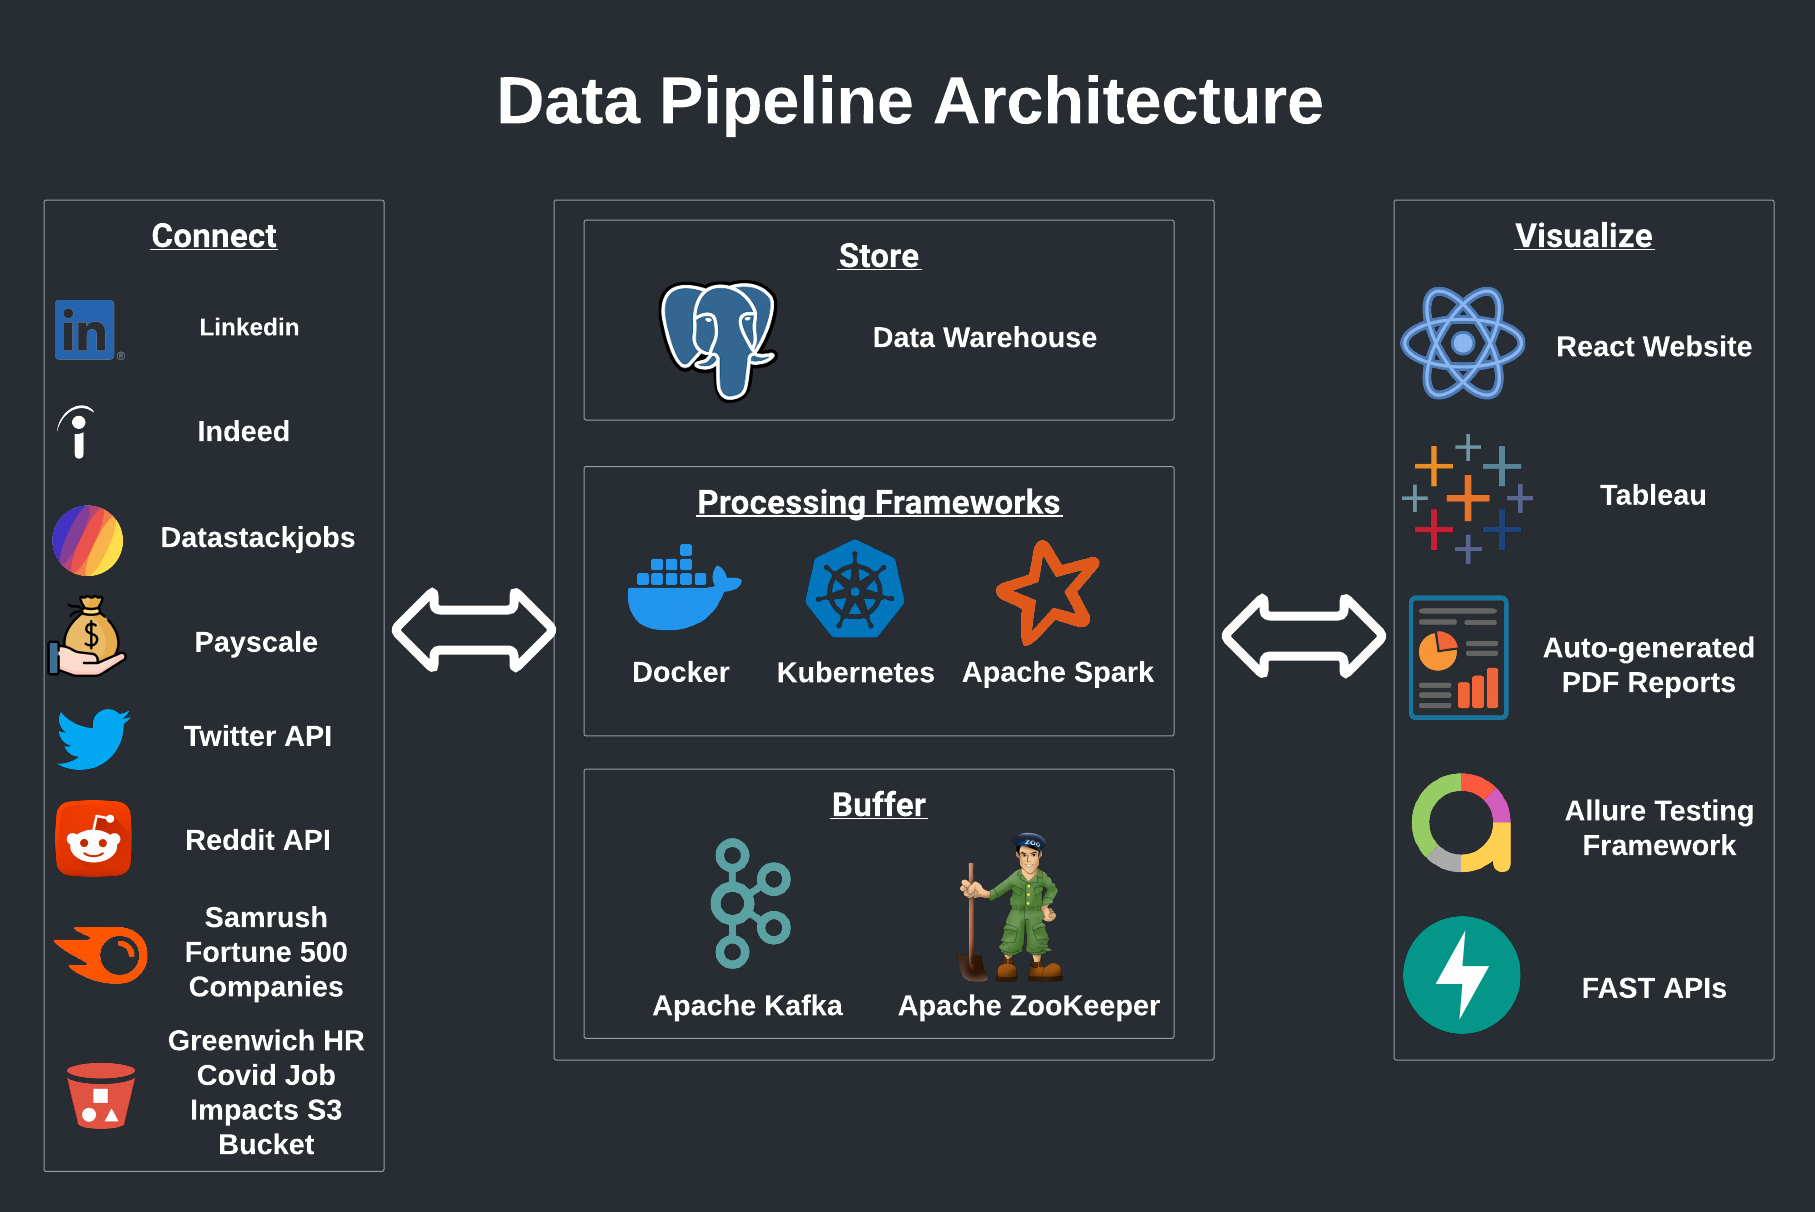 Data Pipeline Architecture
Connect
in
®
Linkedin
Indeed
Datastackjobs
$
Payscale
Twitter API
Reddit API
Samrush
Fortune 500
Companies
Greenwich HR
Covid Job
Impacts S3
Bucket
Store
Data Warehouse
Processing Frameworks
Docker
Kubernetes
Apache Spark
Buffer
ZOO
Apache Kafka
Apache ZooKeeper
Visualize
React Website
Tableau
Auto-generated
PDF Reports
Allure Testing
Framework
FAST APIs